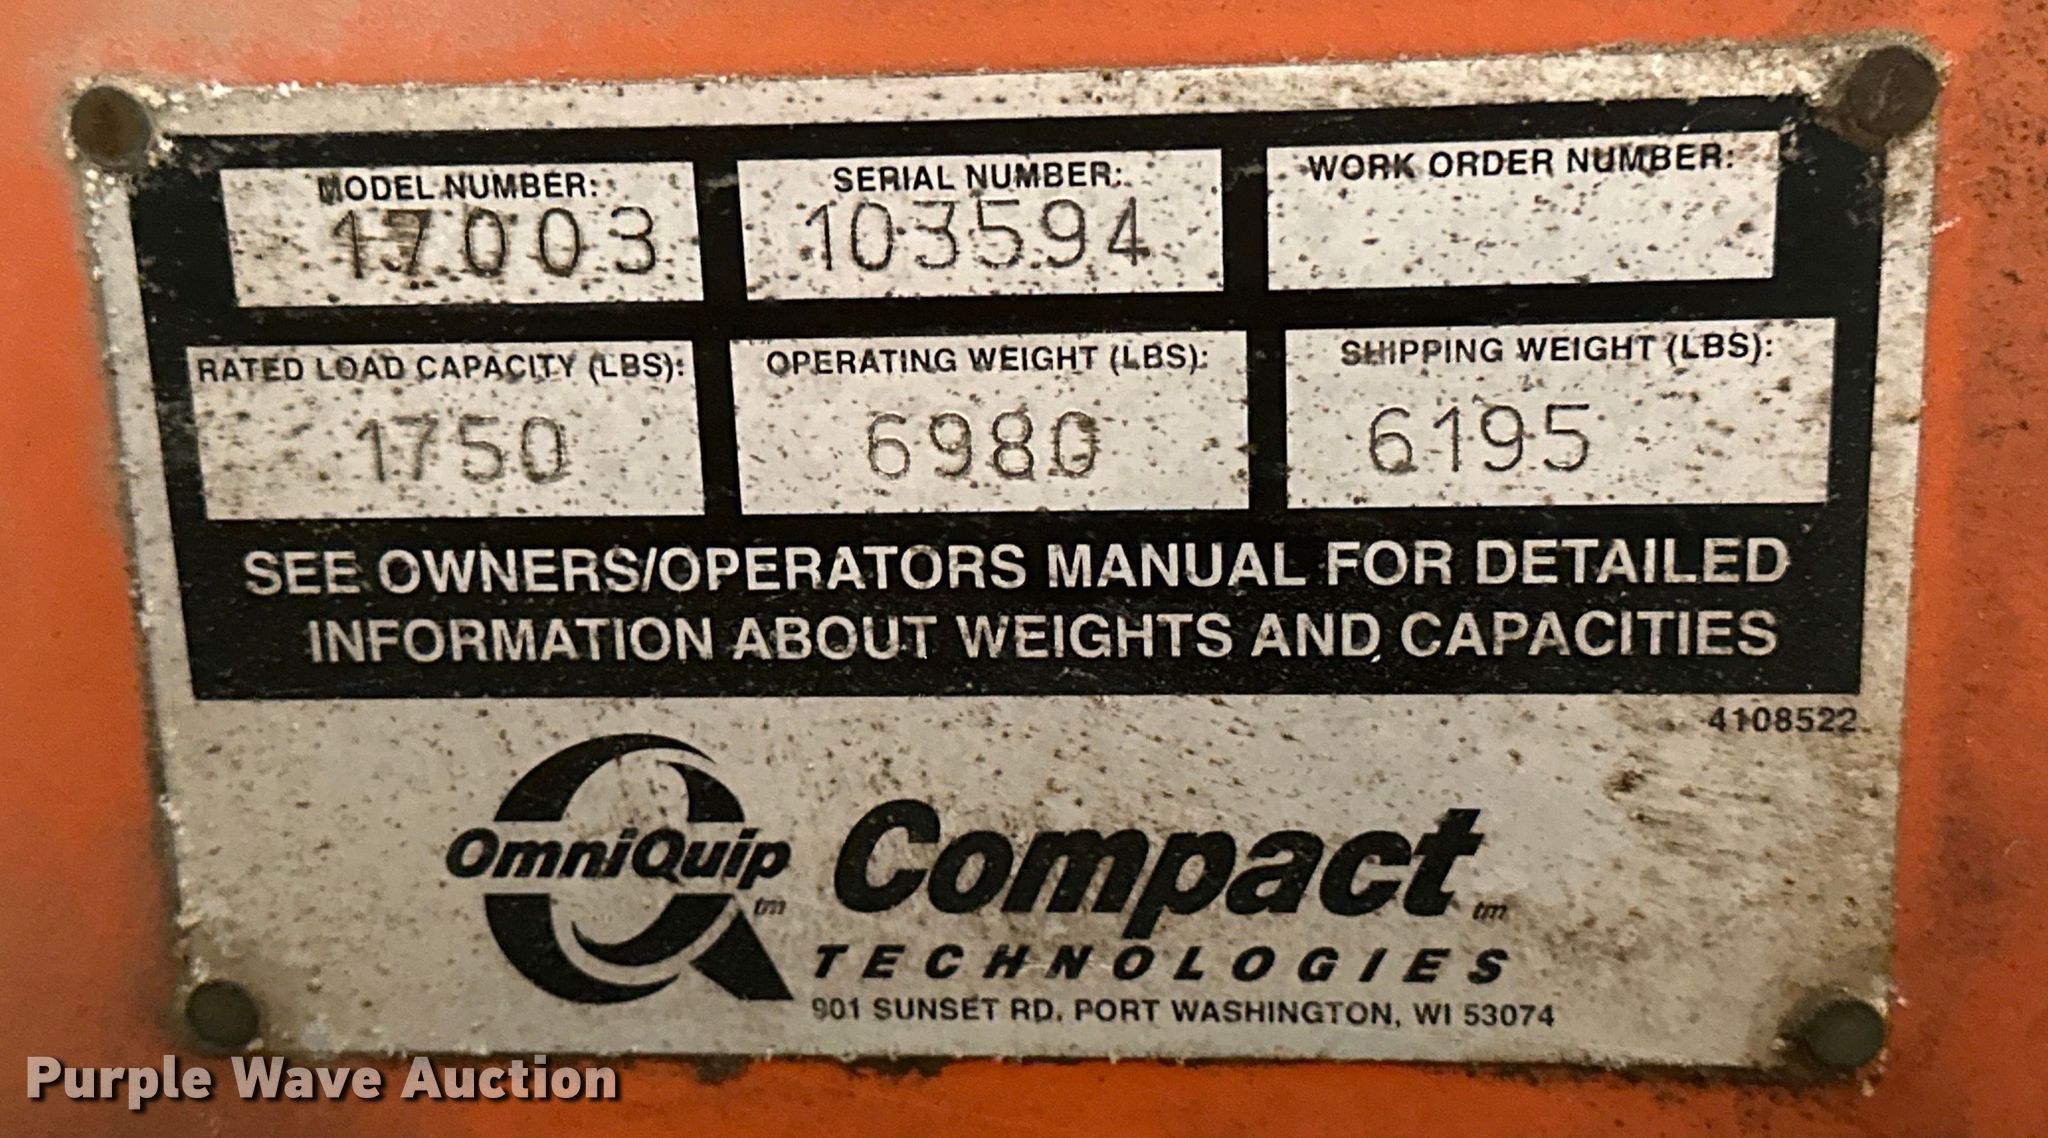 MODEL NUMBER: SERIAL NUMBER: WORK ORDER NUMBER:
17003 103594
RATED LOAD CAPACITY (LBS): OPERATING WEIGHT (LBS): SHIPPING WEIGHT (LBS):
1750 6980 6195
SEE OWNERS/OPERATORS MANUAL FOR DETAILED
INFORMATION ABOUT WEIGHTS AND CAPACITIES
4108522
OmniQuip tm Compact tm
TECHNOLOGIES
901 SUNSET RD. PORT WASHINGTON, WI 53074
Purple Wave Auction